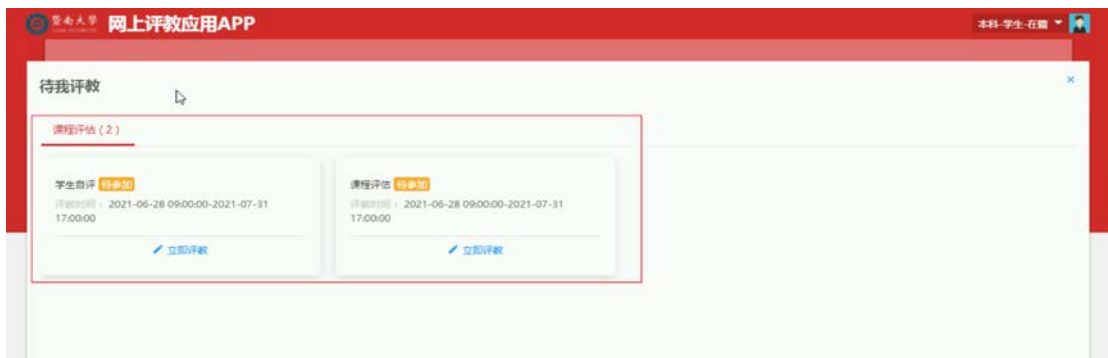 暨南大学 网上评教应用APP
本科-学生-在籍
待我评教
×
课程评估(2)
学生自评 待参加
评教时间：2021-06-28 09:00:00-2021-07-31
17:00:00
立即评教
课程评估 待参加
评教时间：2021-06-28 09:00:00-2021-07-31
17:00:00
立即评教